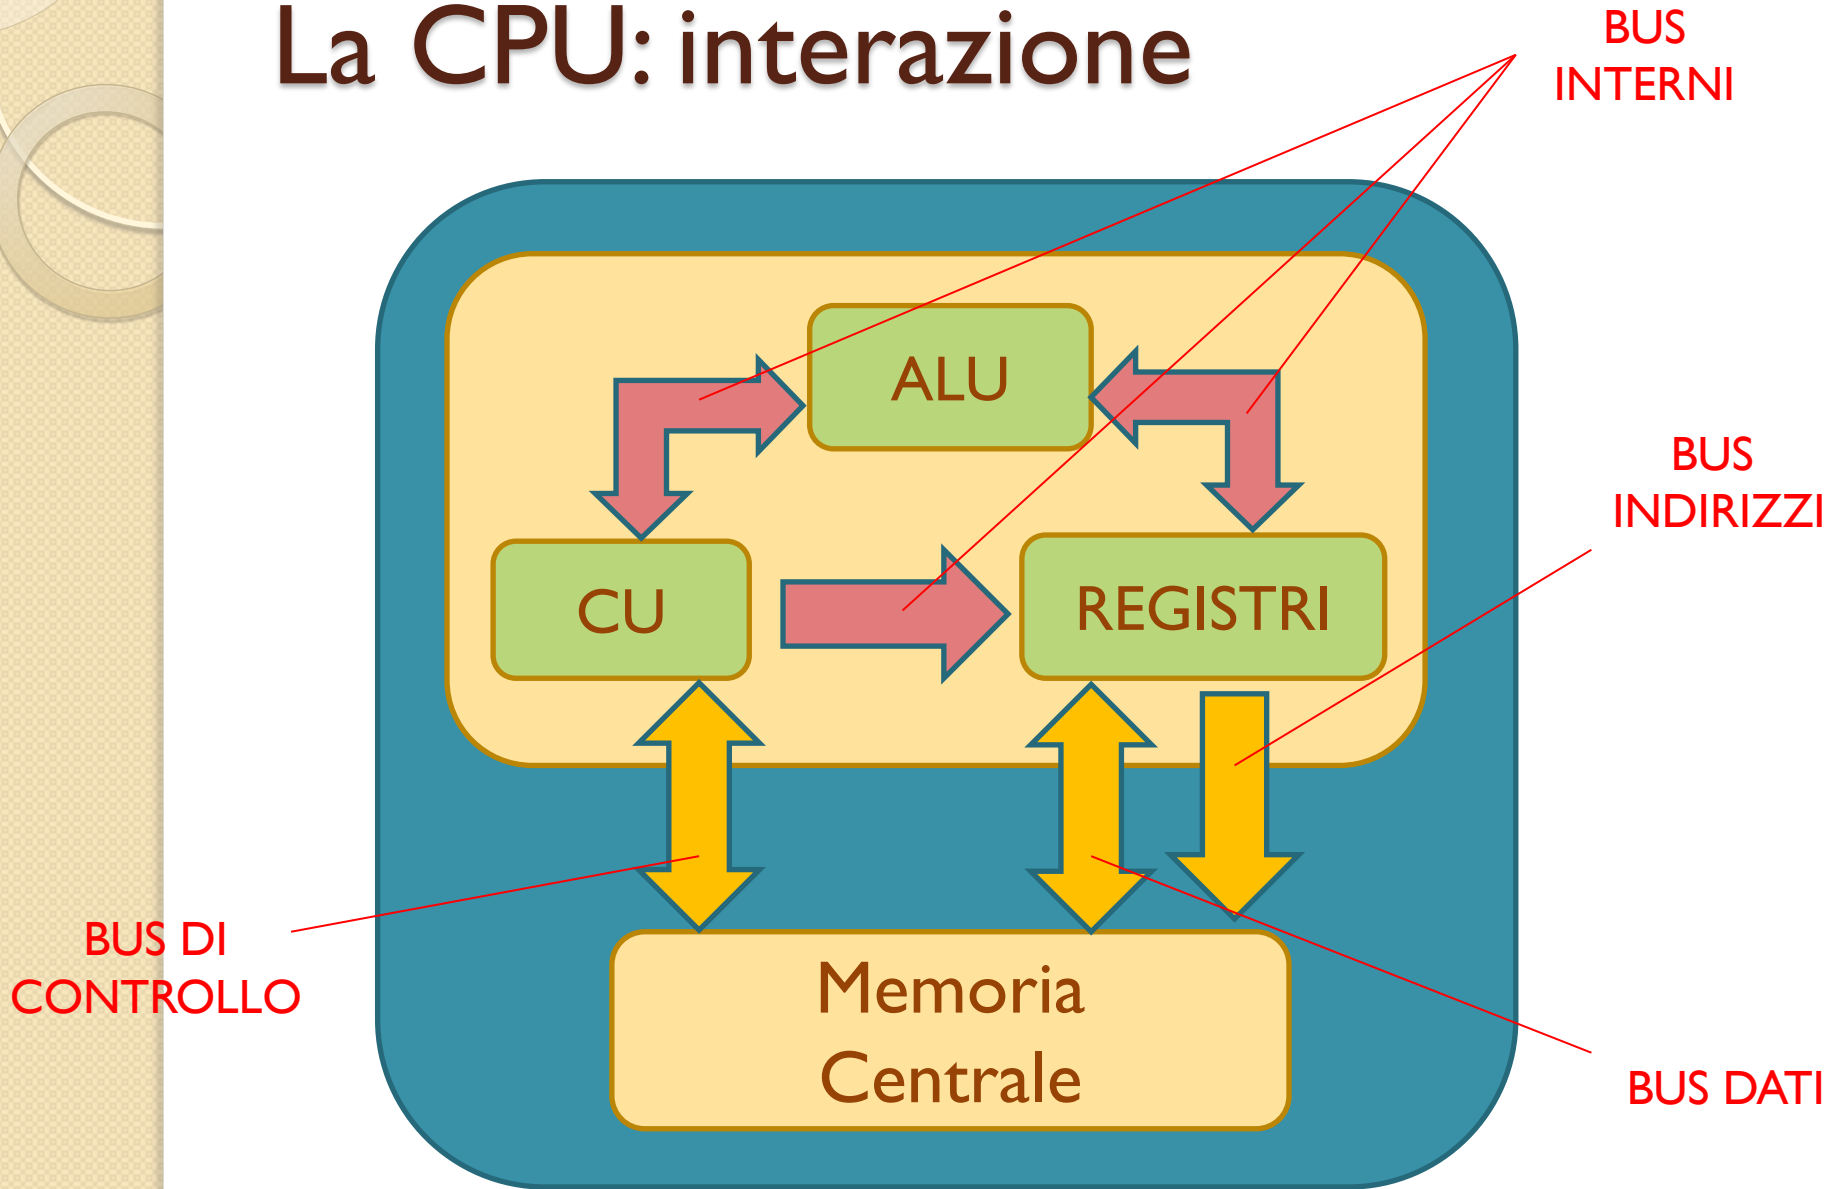 La CPU: interazione
BUS
INTERNI
ALU
BUS
INDIRIZZI
CU
REGISTRI
BUS DI
CONTROLLO
Memoria
Centrale
BUS DATI